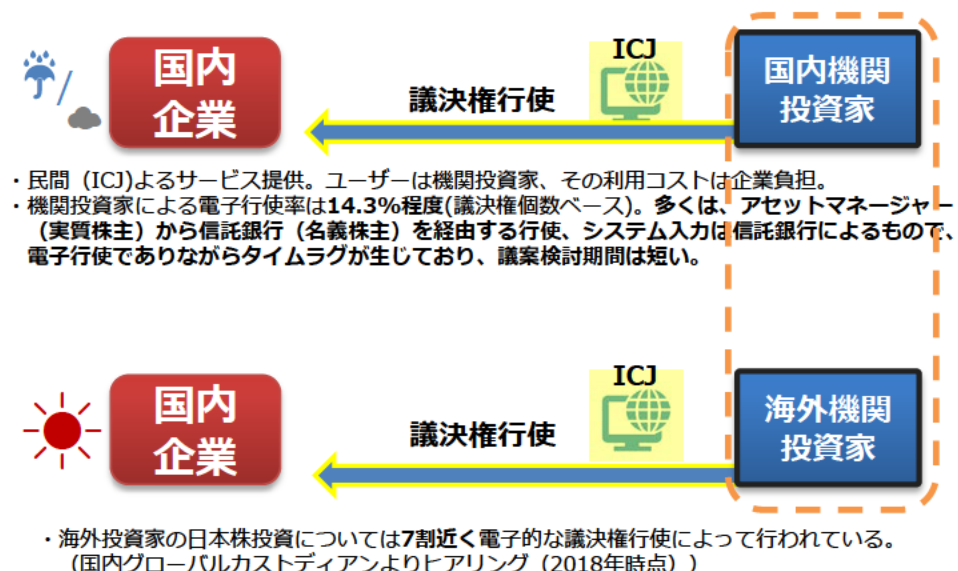 ICJ
国内
企業
議決権行使
国内機関
投資家
・民間（ICJ)よるサービス提供。ユーザーは機関投資家、その利用コストは企業負担。
・機関投資家による電子行使率は14.3%程度(議決権個数ベース)。多くは、アセットマネージャー
（実質株主）から信託銀行（名義株主）を経由する行使、システム入力は信託銀行によるもので、
電子行使でありながらタイムラグが生じており、議案検討期間は短い。
ICJ
国内
企業
議決権行使
海外機関
投資家
・海外投資家の日本株投資については7割近く電子的な議決権行使によって行われている。
（国内グローバルカストディアンよりヒアリング（2018年時点））